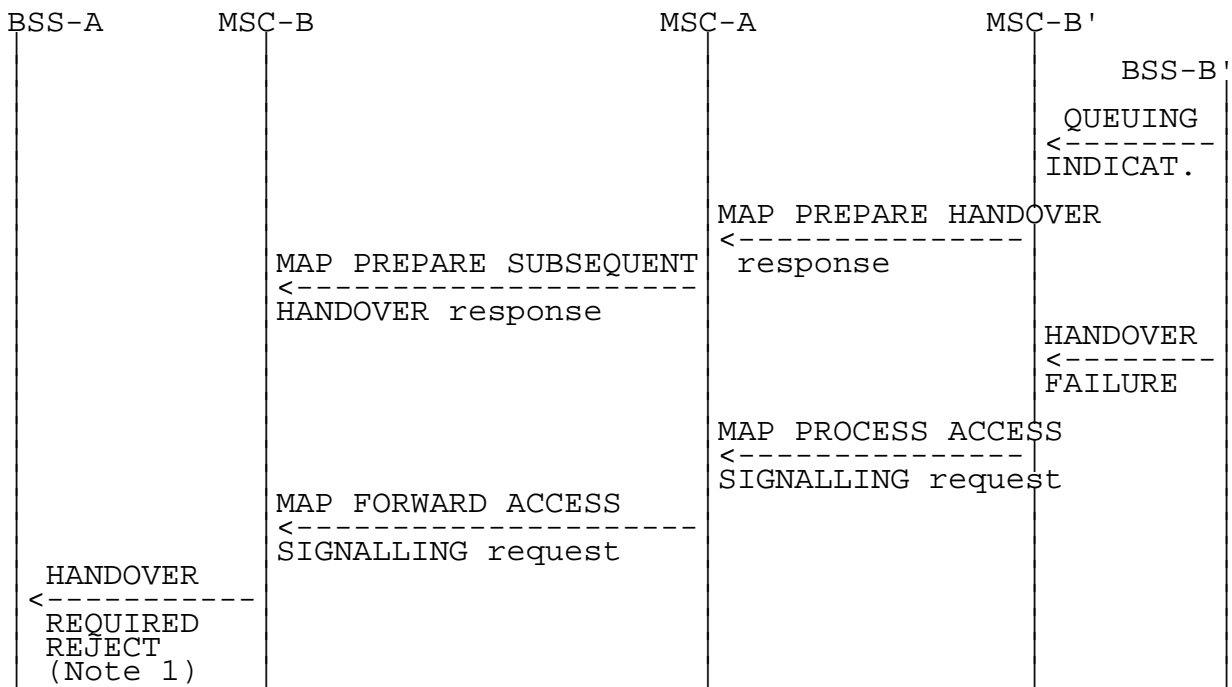 BSS-A MSC-B MSC-A MSC-B'
BSS-B'
QUEUING
<--------
INDICAT.
MAP PREPARE HANDOVER
<---------------
MAP PREPARE SUBSEQUENT response
<---------------------
HANDOVER response
HANDOVER
<--------
FAILURE
MAP PROCESS ACCESS
<---------------
SIGNALLING request
MAP FORWARD ACCESS
<---------------------
SIGNALLING request
HANDOVER
<-----------
REQUIRED
REJECT
(Note 1)